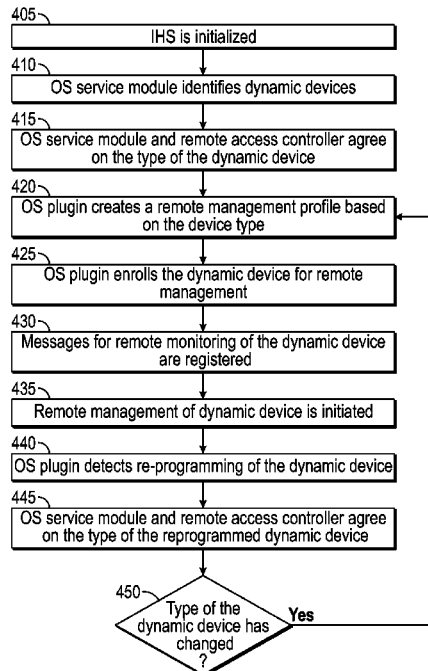 405
IHS is initialized
410
OS service module identifies dynamic devices
415
OS service module and remote access controller agree
on the type of the dynamic device
420
OS plugin creates a remote management profile based
on the device type
425
OS plugin enrolls the dynamic device for remote
management
430
Messages for remote monitoring of the dynamic device
are registered
435
Remote management of dynamic device is initiated
440
OS plugin detects re-programming of the dynamic device
445
OS service module and remote access controller agree
on the type of the reprogrammed dynamic device
450
Type of the
dynamic device has
changed
?
Yes